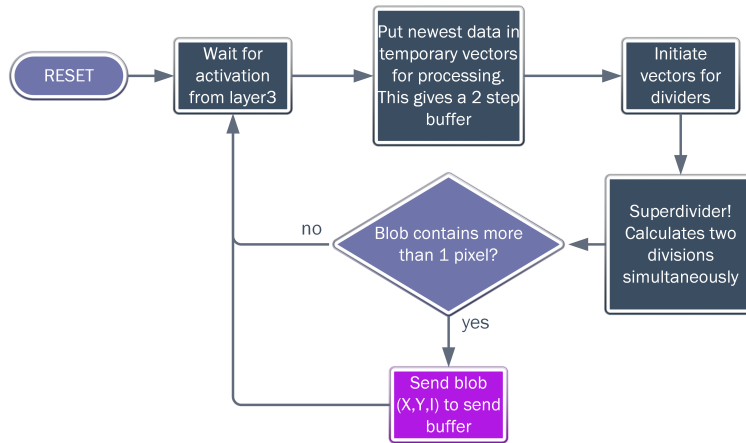 RESET
Wait for
activation
from layer3
Put newest data in
temporary vectors
for processing.
This gives a 2 step
buffer
Initiate
vectors for
dividers
Superdivider!
Calculates two
divisions
simultaneously
Blob contains more
than 1 pixel?
no
yes
Send blob
(X,Y,I) to send
buffer